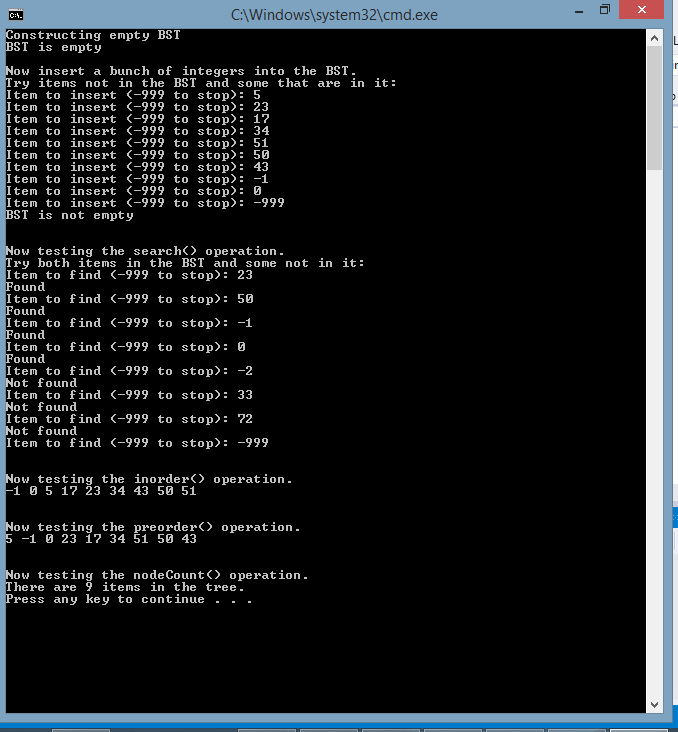 C:\Windows\system32\cmd.exe
Constructing empty BST
BST is empty
Now insert a bunch of integers into the BST.
Try items not in the BST and some that are in it:
Item to insert (-999 to stop): 5
Item to insert (-999 to stop): 23
Item to insert (-999 to stop): 17
Item to insert (-999 to stop): 34
Item to insert (-999 to stop): 51
Item to insert (-999 to stop): 50
Item to insert (-999 to stop): 43
Item to insert (-999 to stop): -1
Item to insert (-999 to stop): 0
Item to insert (-999 to stop): -999
BST is not empty
Now testing the search() operation.
Try both items in the BST and some not in it:
Item to find (-999 to stop): 23
Found
Item to find (-999 to stop): 50
Found
Item to find (-999 to stop): -1
Found
Item to find (-999 to stop): 0
Found
Item to find (-999 to stop): -2
Not found
Item to find (-999 to stop): 33
Not found
Item to find (-999 to stop): 72
Not found
Item to find (-999 to stop): -999
Now testing the inorder() operation.
-1 0 5 17 23 34 43 50 51
Now testing the preorder() operation.
5 -1 0 23 17 34 51 50 43
Now testing the nodeCount() operation.
There are 9 items in the tree.
Press any key to continue . . .